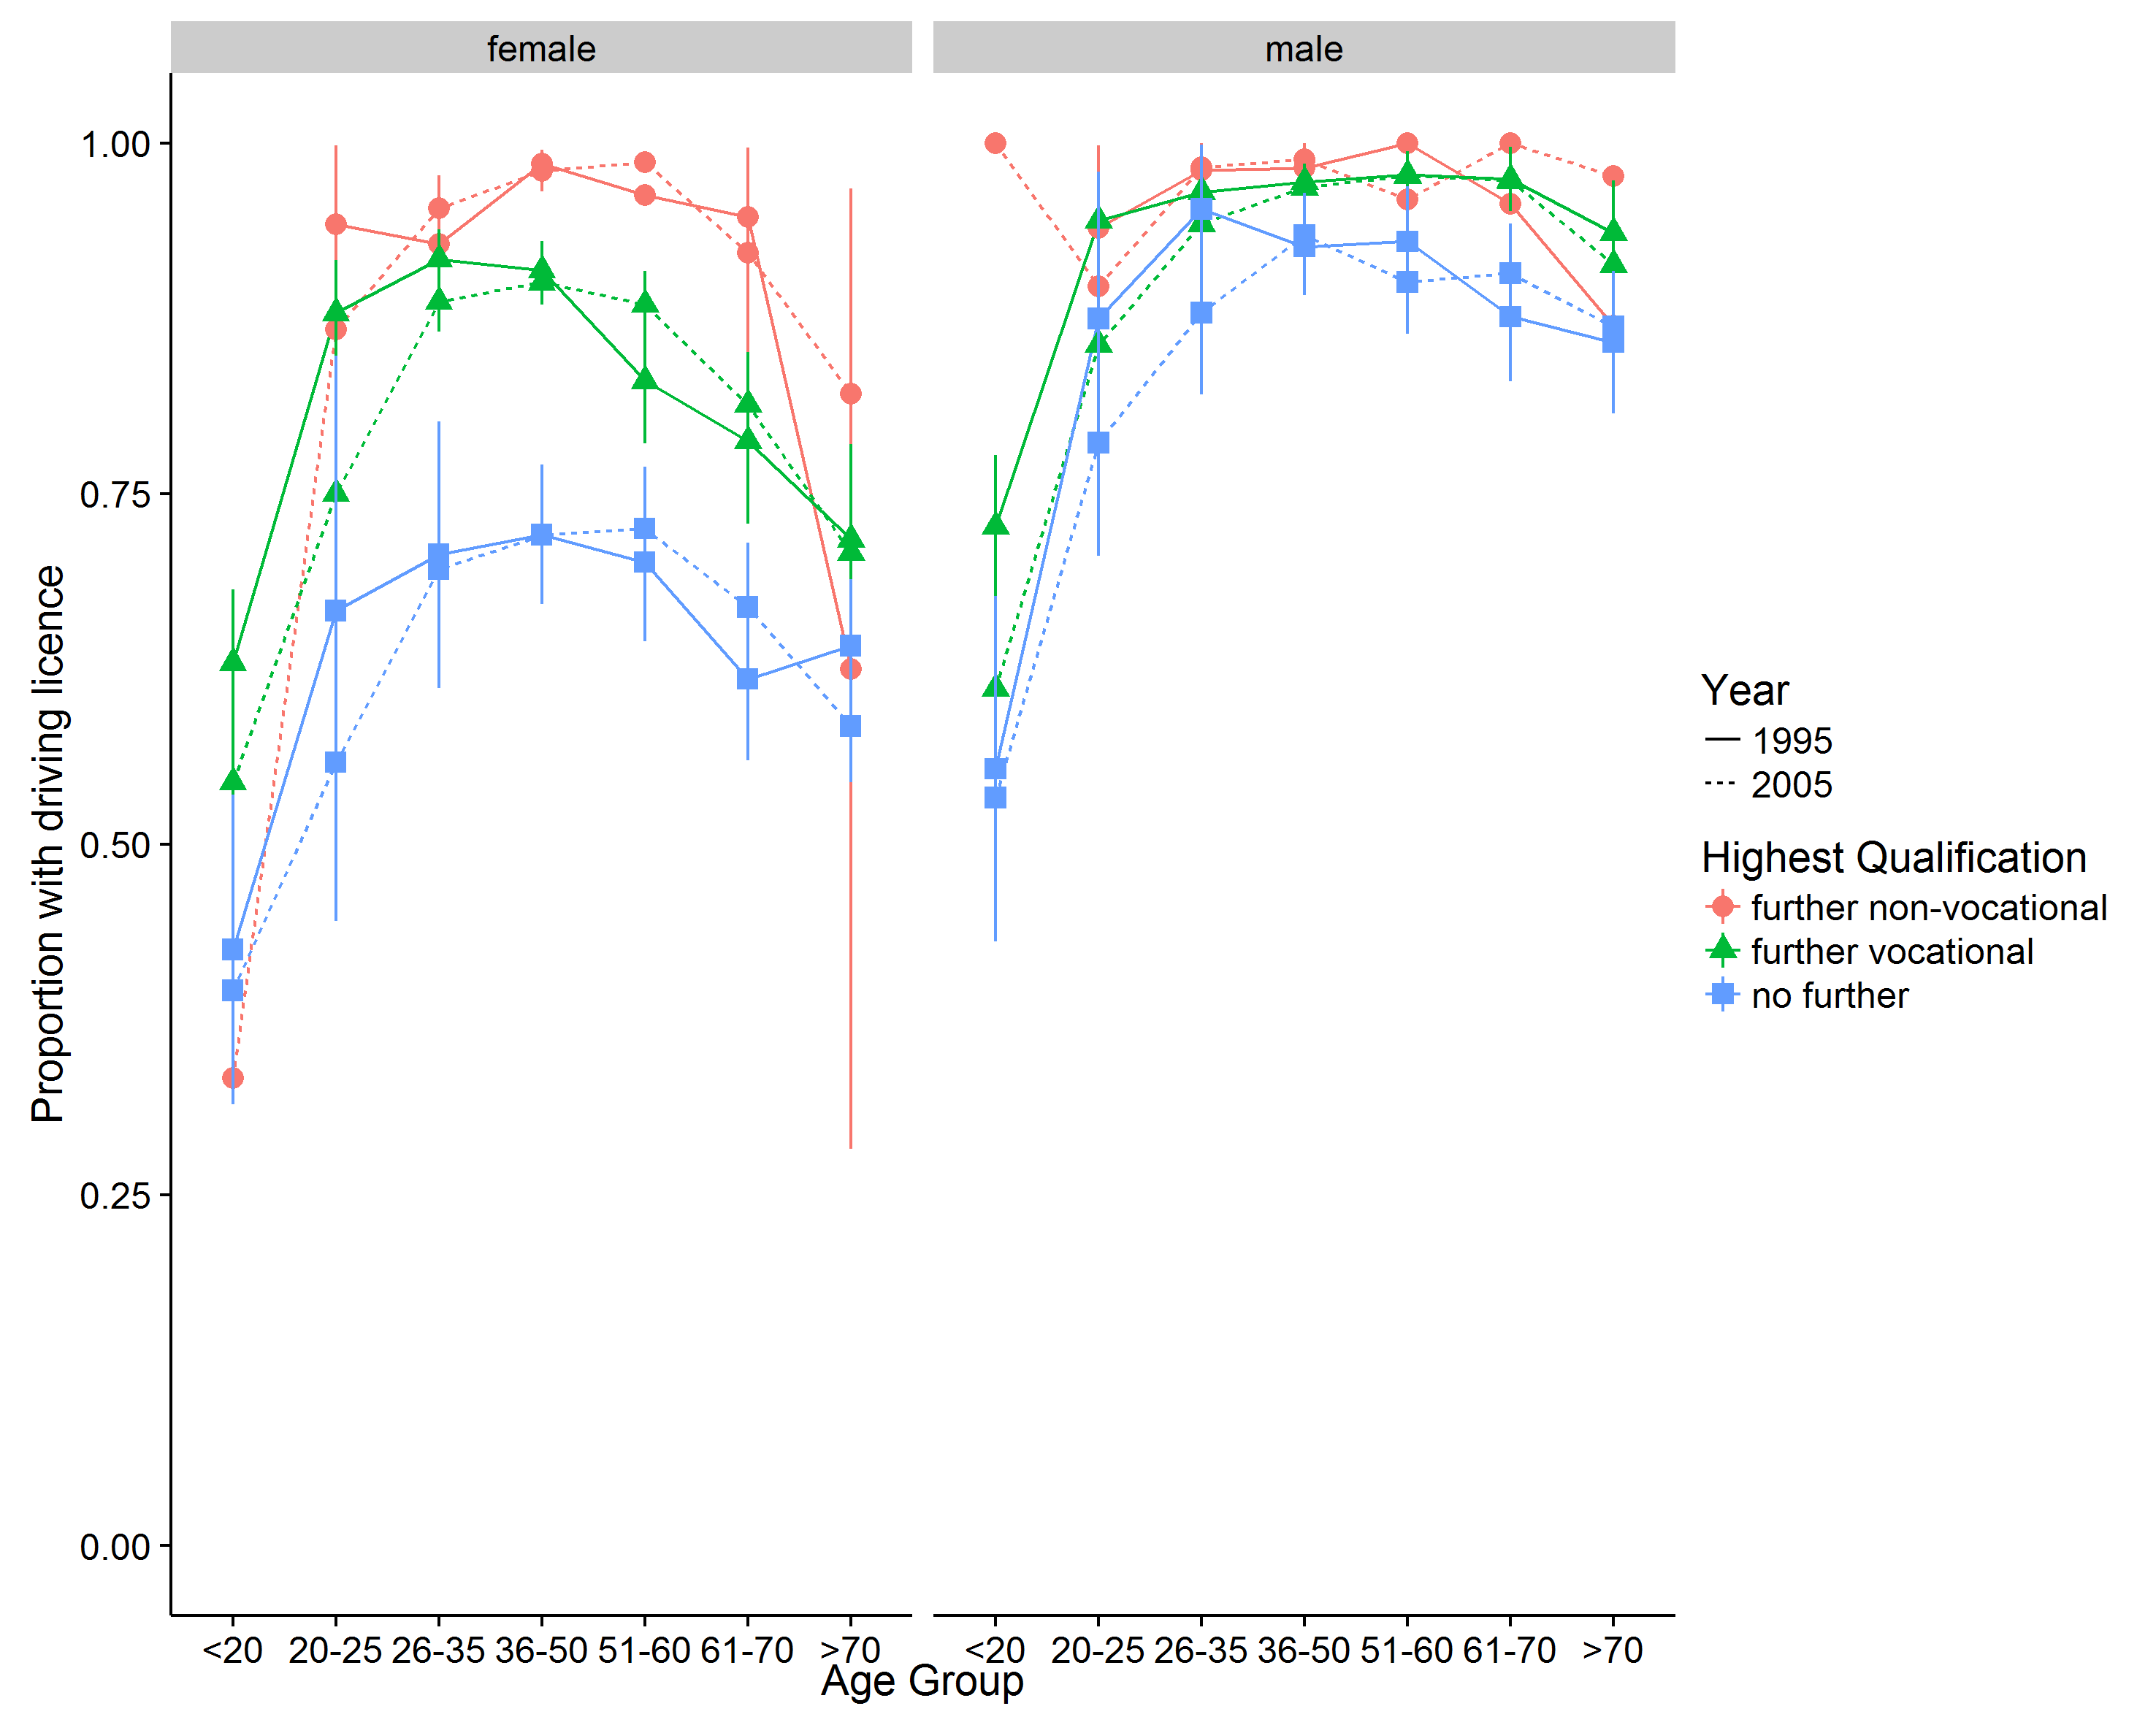 female
male
1.00
0.75
0.50
0.25
0.00
Proportion with driving licence
<20 20-25 26-35 36-50 51-60 61-70 >70
<20 20-25 26-35 36-50 51-60 61-70 >70
Age Group
Year
1995
2005
Highest Qualification
further non-vocational
further vocational
no further